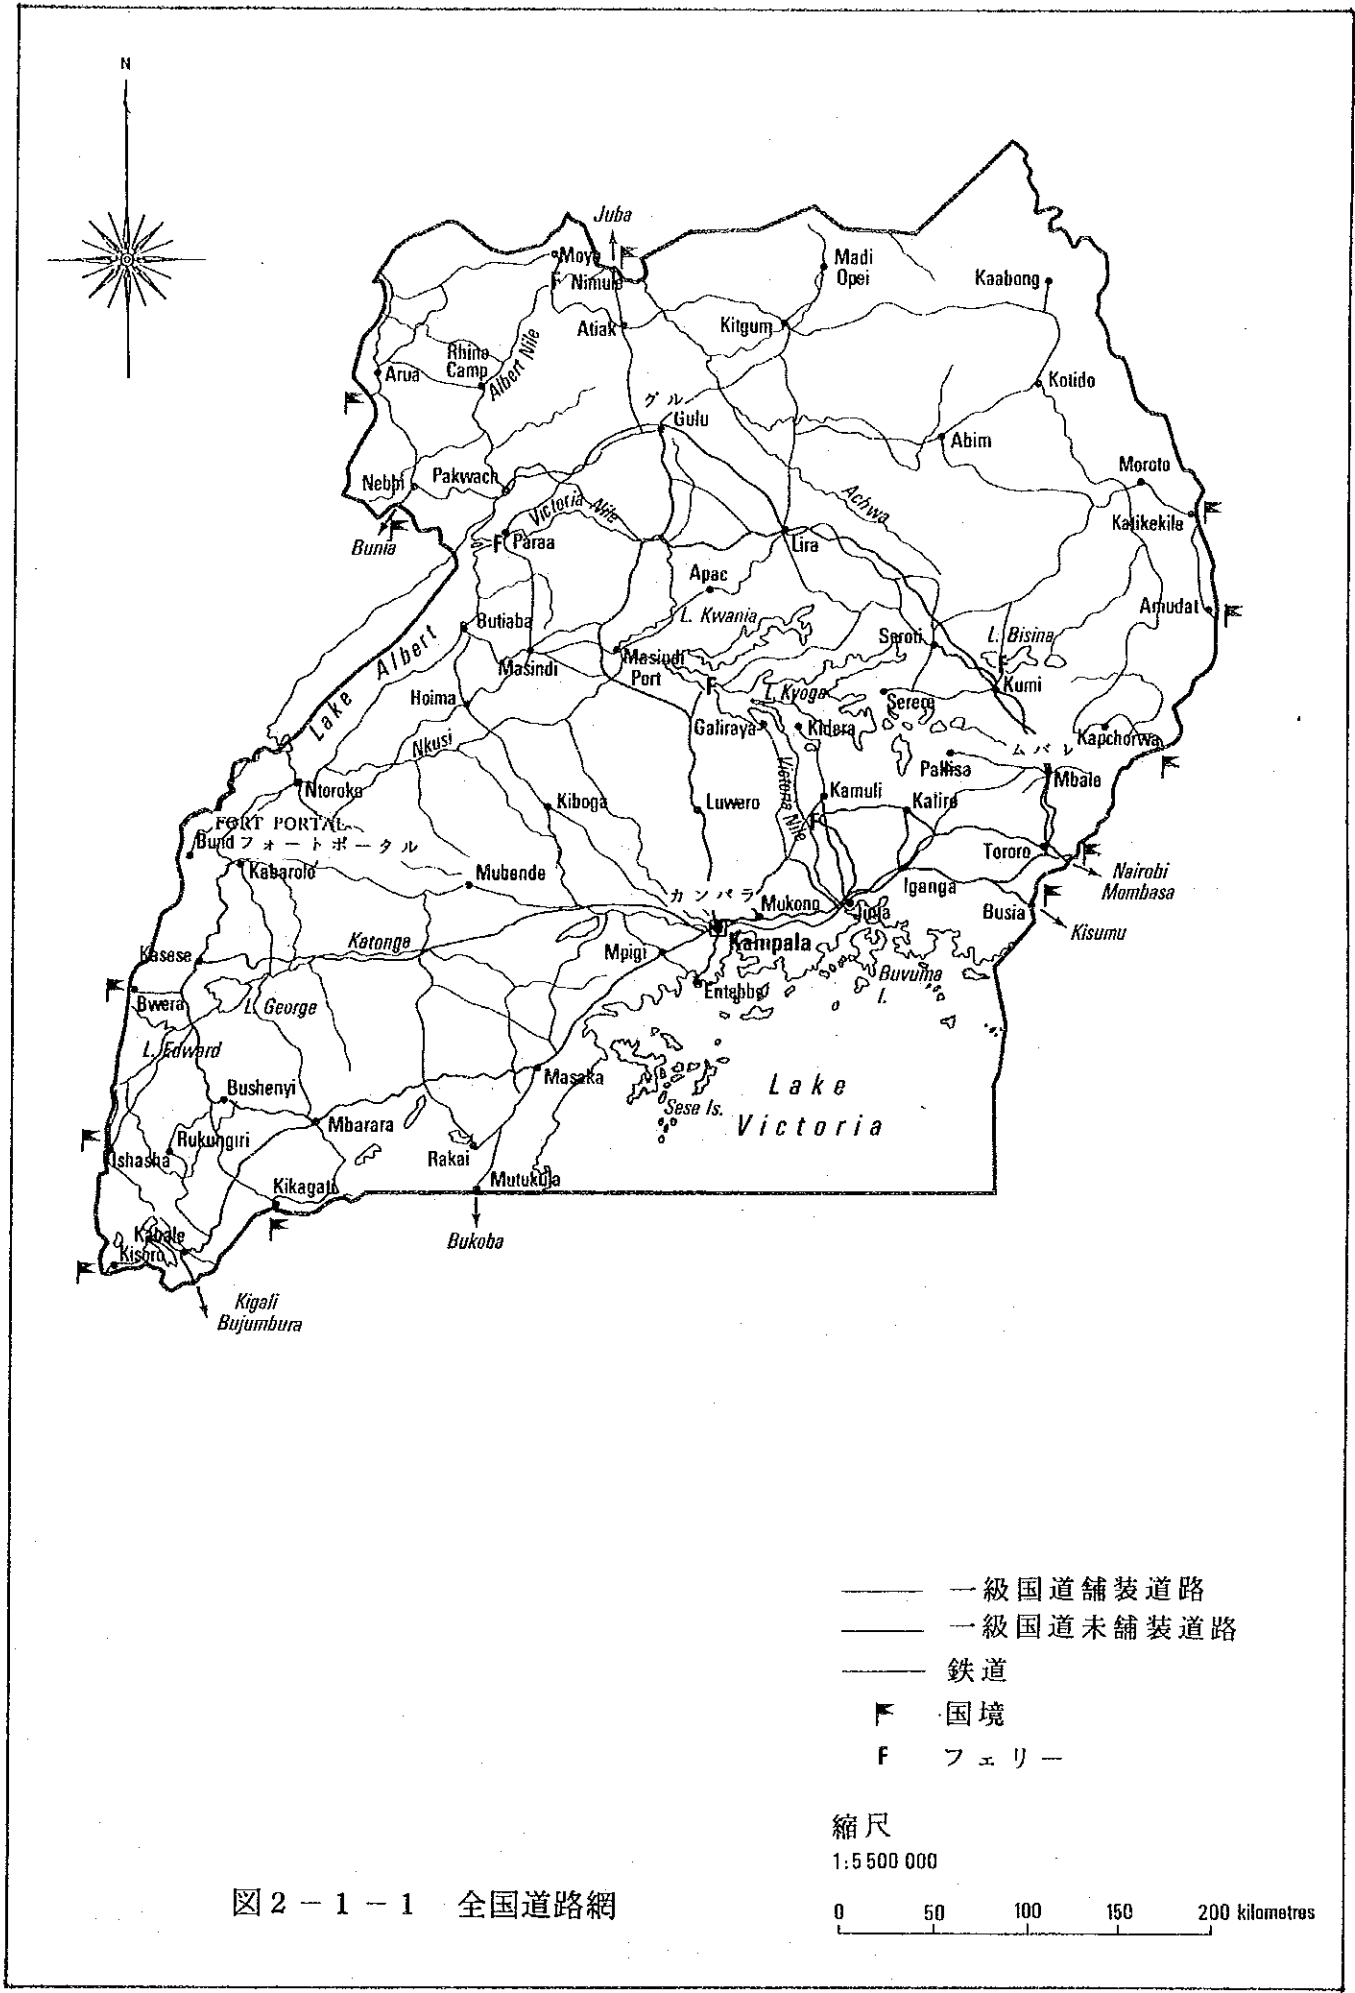 N
Juba
Moyo
F Nimule
Madi
Opei
Kaabong
Atiak
Kitgum
Rhino
Camp
Albert Nile
Arua
Kotido
グル
Gulu
Abim
Moroto
Nebbi
Pakwach
Victoria Nile
Achwa
Katikekile
Bunia
F
Paraa
Lira
Apac
Amudat
L. Kwania
Butiaba
Soroti
L. Bisina
F
Masindi
Masindi
Port
Lake Albert
F
Kumi
Hoima
L. Kyoga
Serere
Galiraya
Kidera
Kapchorwa
Nkusi
ムバレ
Pallisa
Mbale
Victoria Nile
Ntoroko
Kiboga
Luwero
Kamuli
Kaliro
F
FORT PORTAL
Bund
フォートポータル
Kabarole
Tororo
Mubende
Iganga
Nairobi
Mombasa
カンパラ
Mukono
Jinja
Busia
Kisumu
Katonga
Kampala
Kasese
Mpigi
Bwera
L. George
Entebbe
Buvuma
I.
L. Edward
Masaka
Lake
Victoria
Bushenyi
Sese Is.
Mbarara
Rukungiri
Ishasha
Rakai
Kikagati
Mutukula
Kabale
Kisoro
Bukoba
Kigali
Bujumbura
一級国道舗装道路
一級国道未舗装道路
鉄道
国境
F フェリー
縮尺
1:5 500 000
図2－1－1 全国道路網
0 50 100 150 200 kilometres